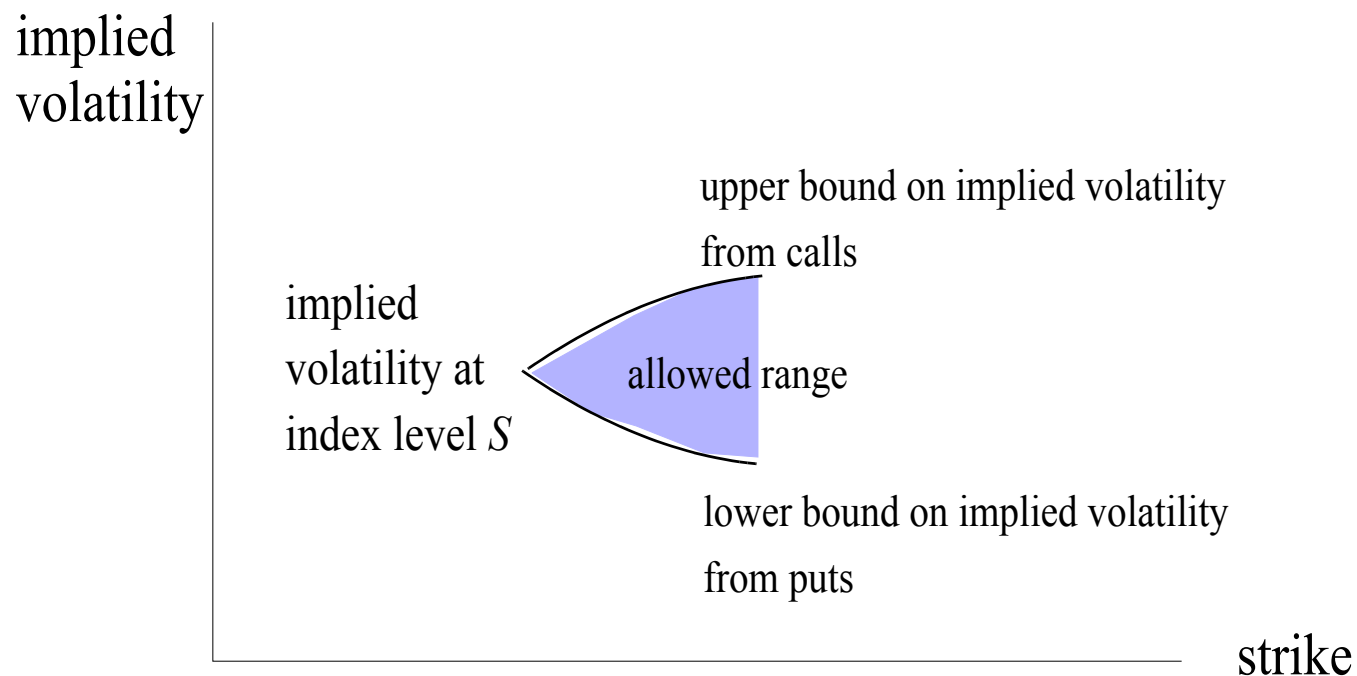 implied
volatility
upper bound on implied volatility
from calls
implied
volatility at
index level S
allowed range
lower bound on implied volatility
from puts
strike